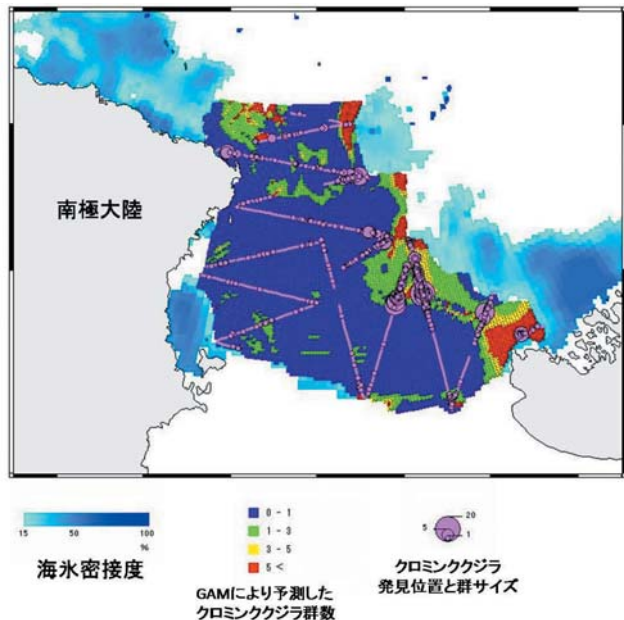 南極大陸
15 50 100
%
海氷密接度
0 - 1
1 - 3
3 - 5
5 <
GAMにより予測した
クロミンククジラ群数
20
5
1
クロミンククジラ
発見位置と群サイズ